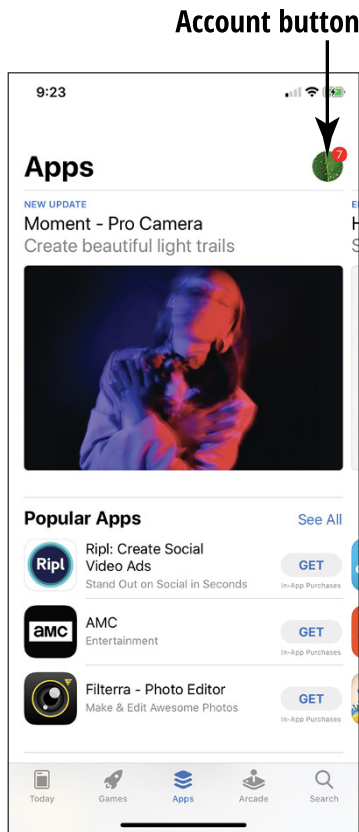 Account button
9:23
7
Apps
NEW UPDATE
Moment - Pro Camera
Create beautiful light trails
Popular Apps
See All
Ripl
Ripl: Create Social
Video Ads
Stand Out on Social in Seconds
GET
In-App Purchases
aMC
AMC
Entertainment
GET
In-App Purchases
Filterra - Photo Editor
Make & Edit Awesome Photos
GET
In-App Purchases
Today
Games
Apps
Arcade
Search